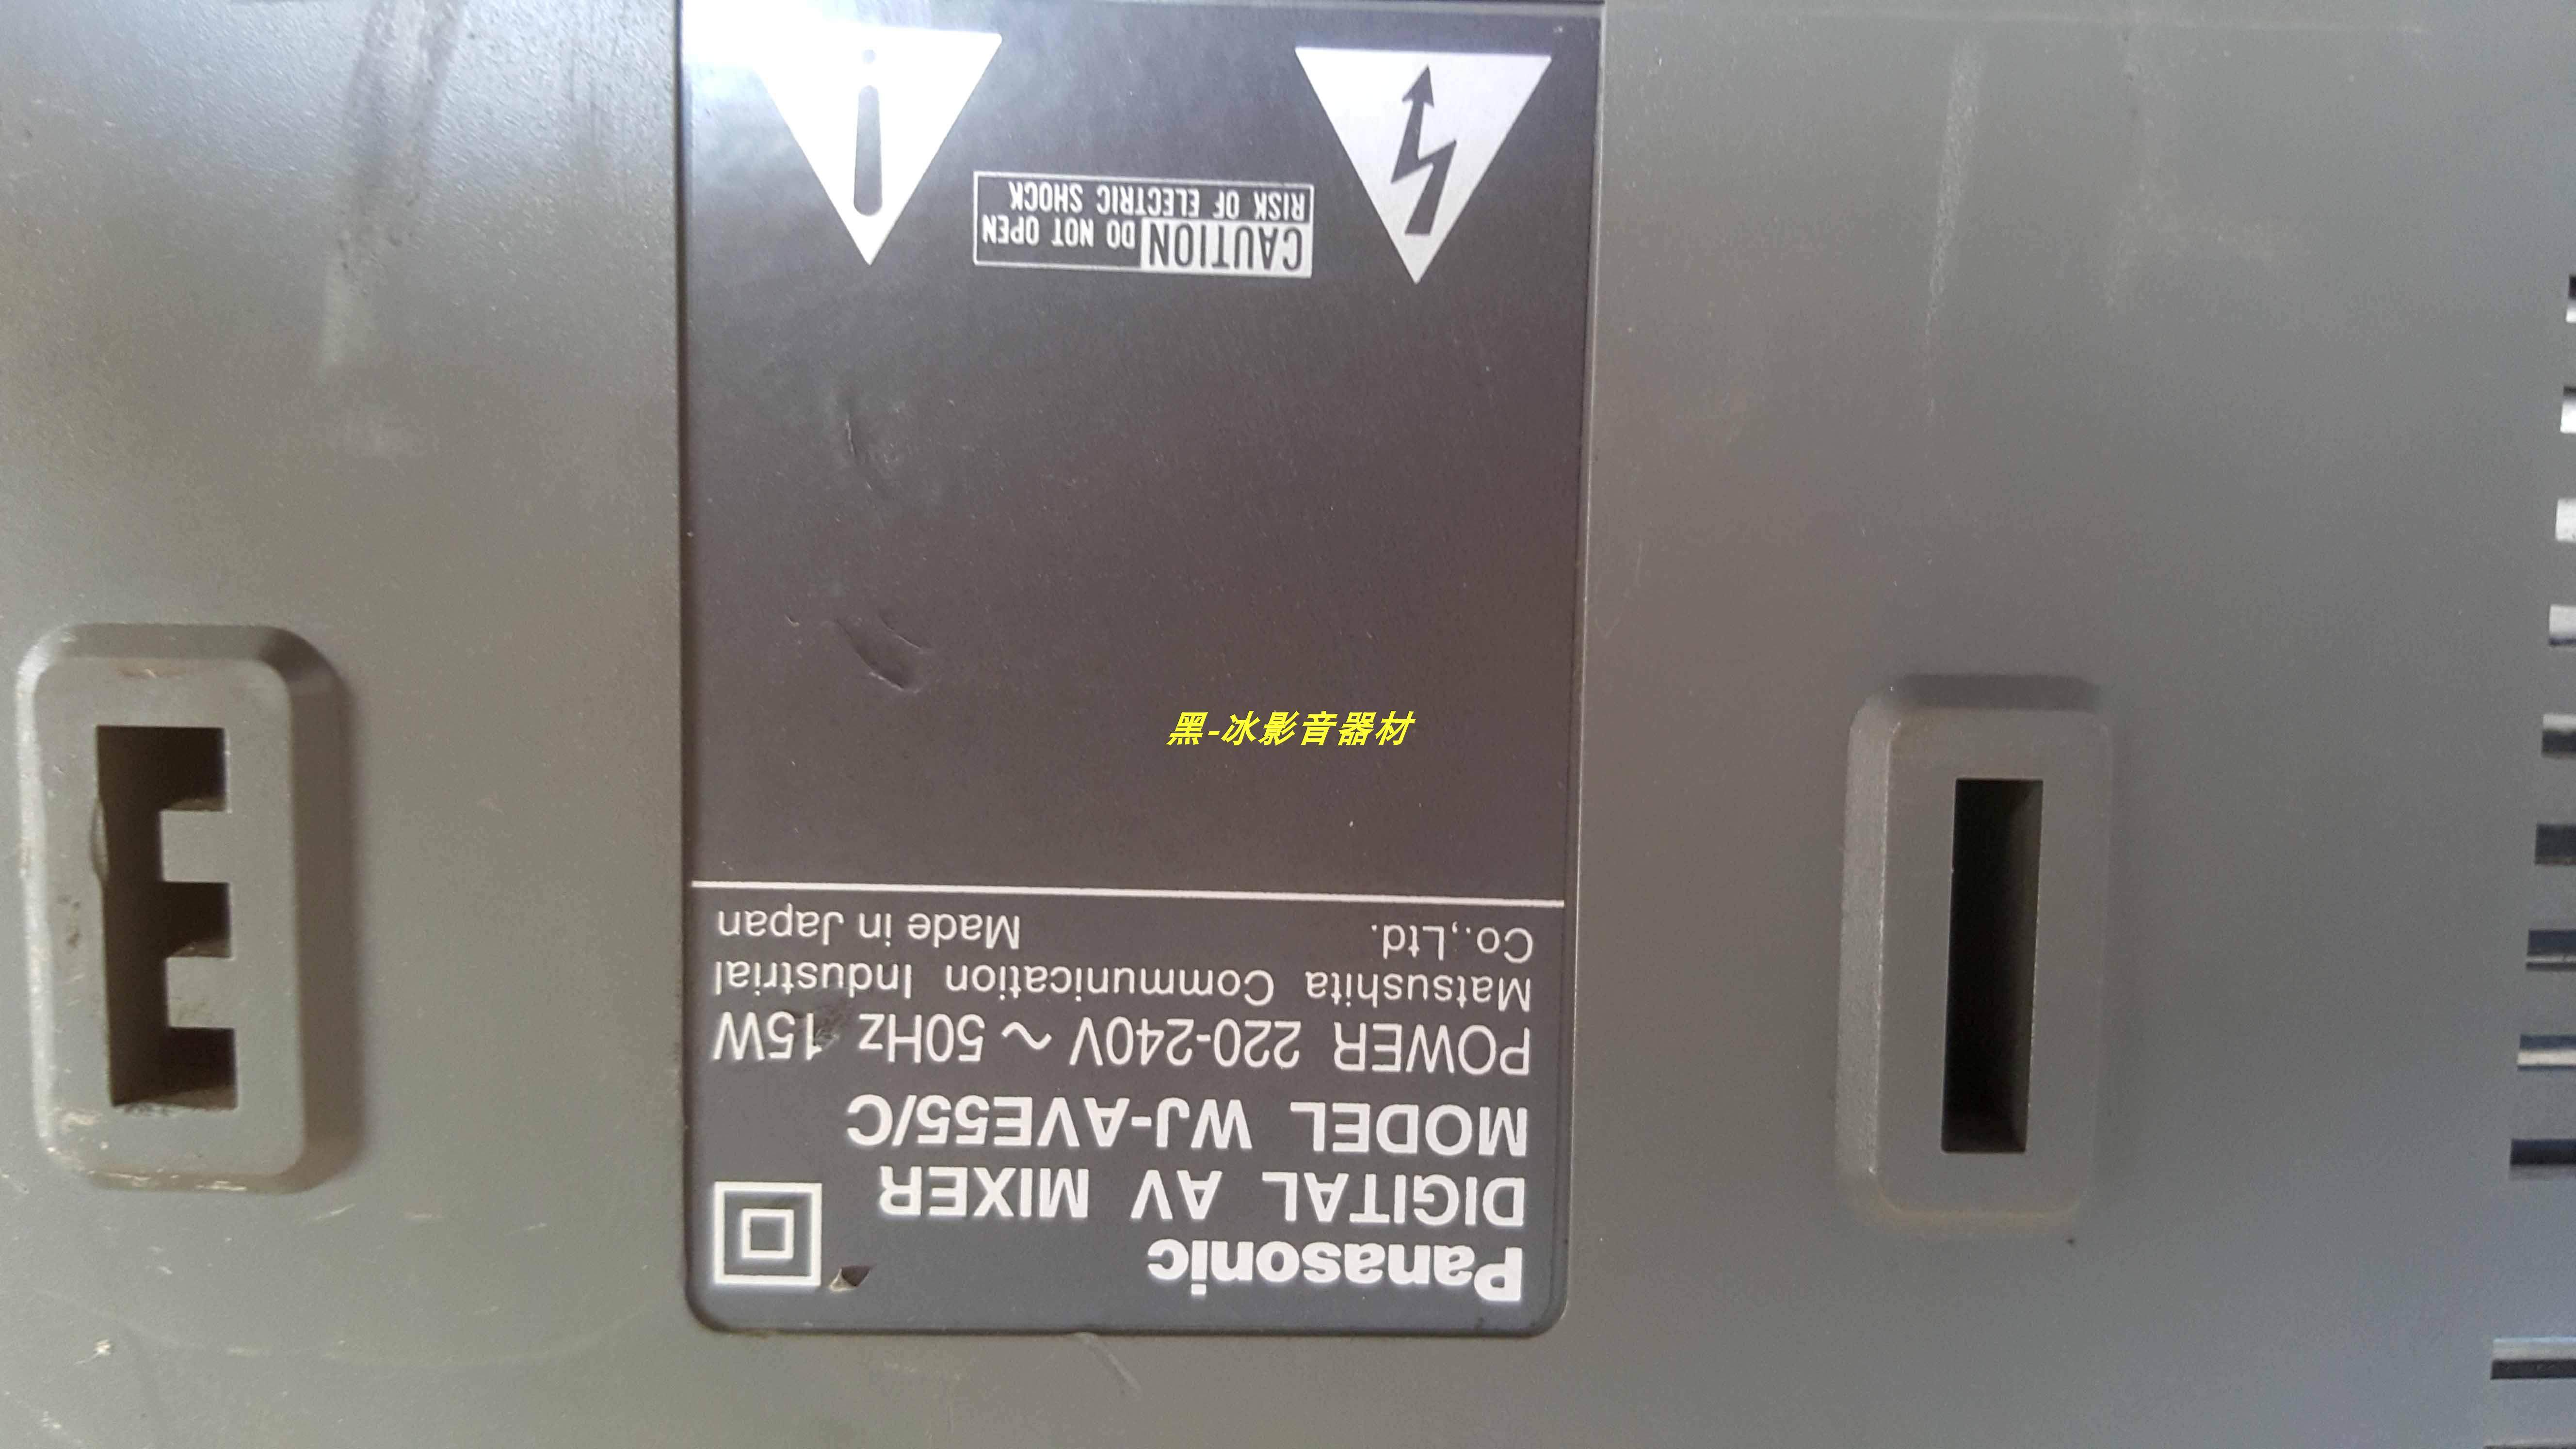 Panasonic
DIGITAL AV MIXER
MODEL WJ-AVE55/C
POWER 220-240V ~ 50Hz 15W
Matsushita Communication Industrial
Co.,Ltd. Made in Japan
黑-冰影音器材
CAUTION DO NOT OPEN
RISK OF ELECTRIC SHOCK